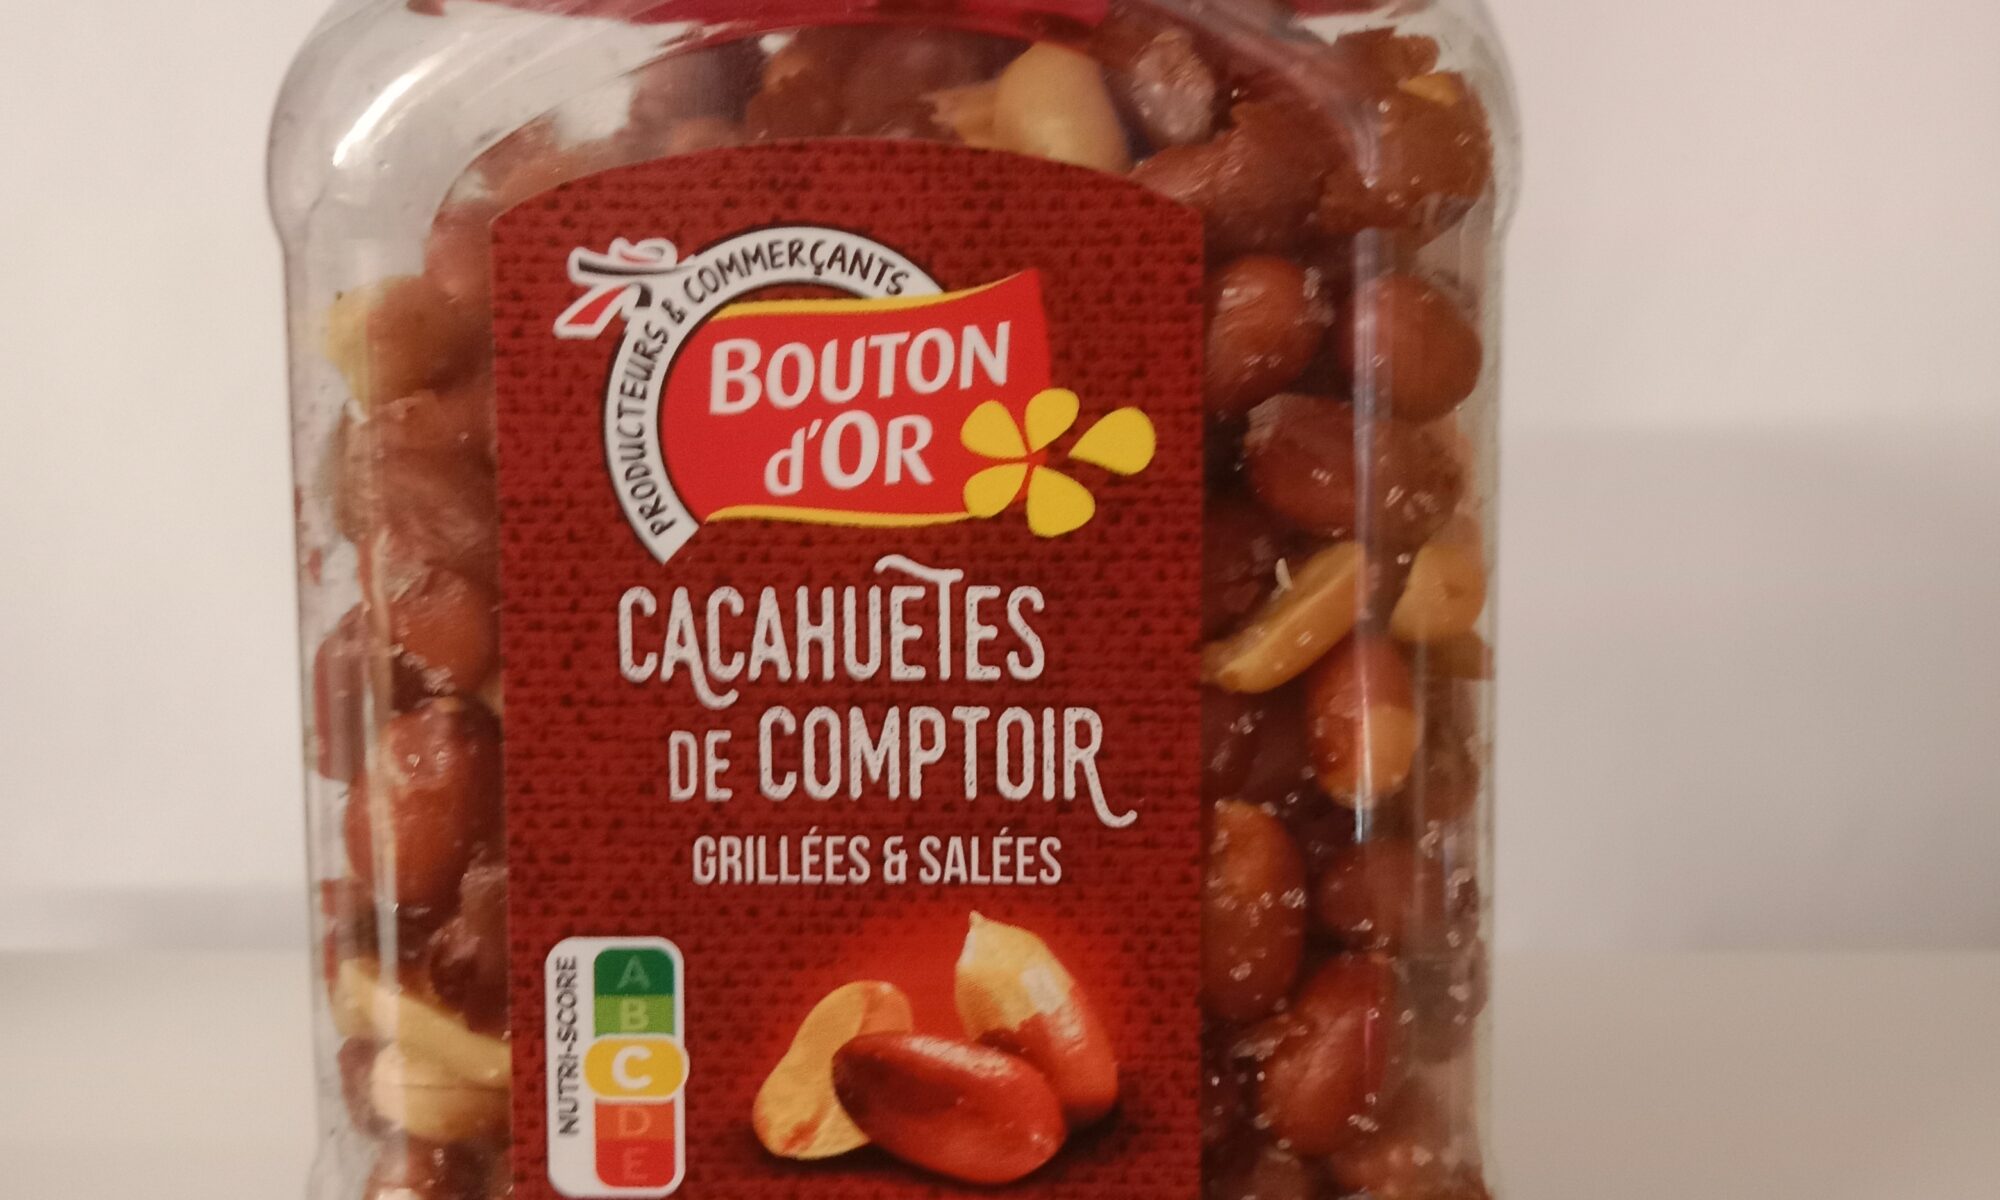 PRODUCTEURS & COMMERÇANTS
BOUTON
d'OR
CACAHUETES
DE COMPTOIR
GRILLÉES & SALÉES
NUTRI-SCORE
A
B
C
D
E